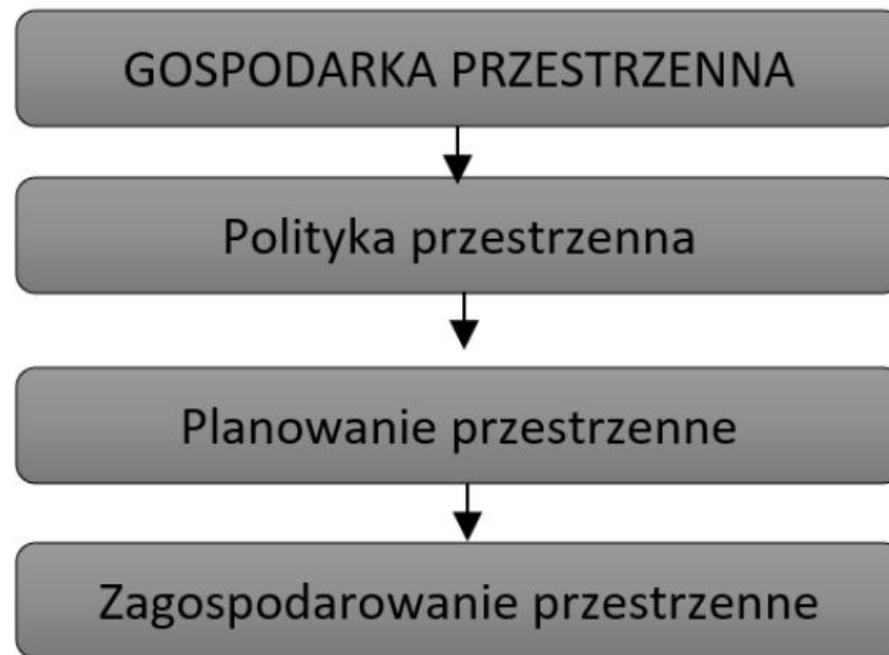 GOSPODARKA PRZESTRZENNA
Polityka przestrzenna
Planowanie przestrzenne
Zagospodarowanie przestrzenne